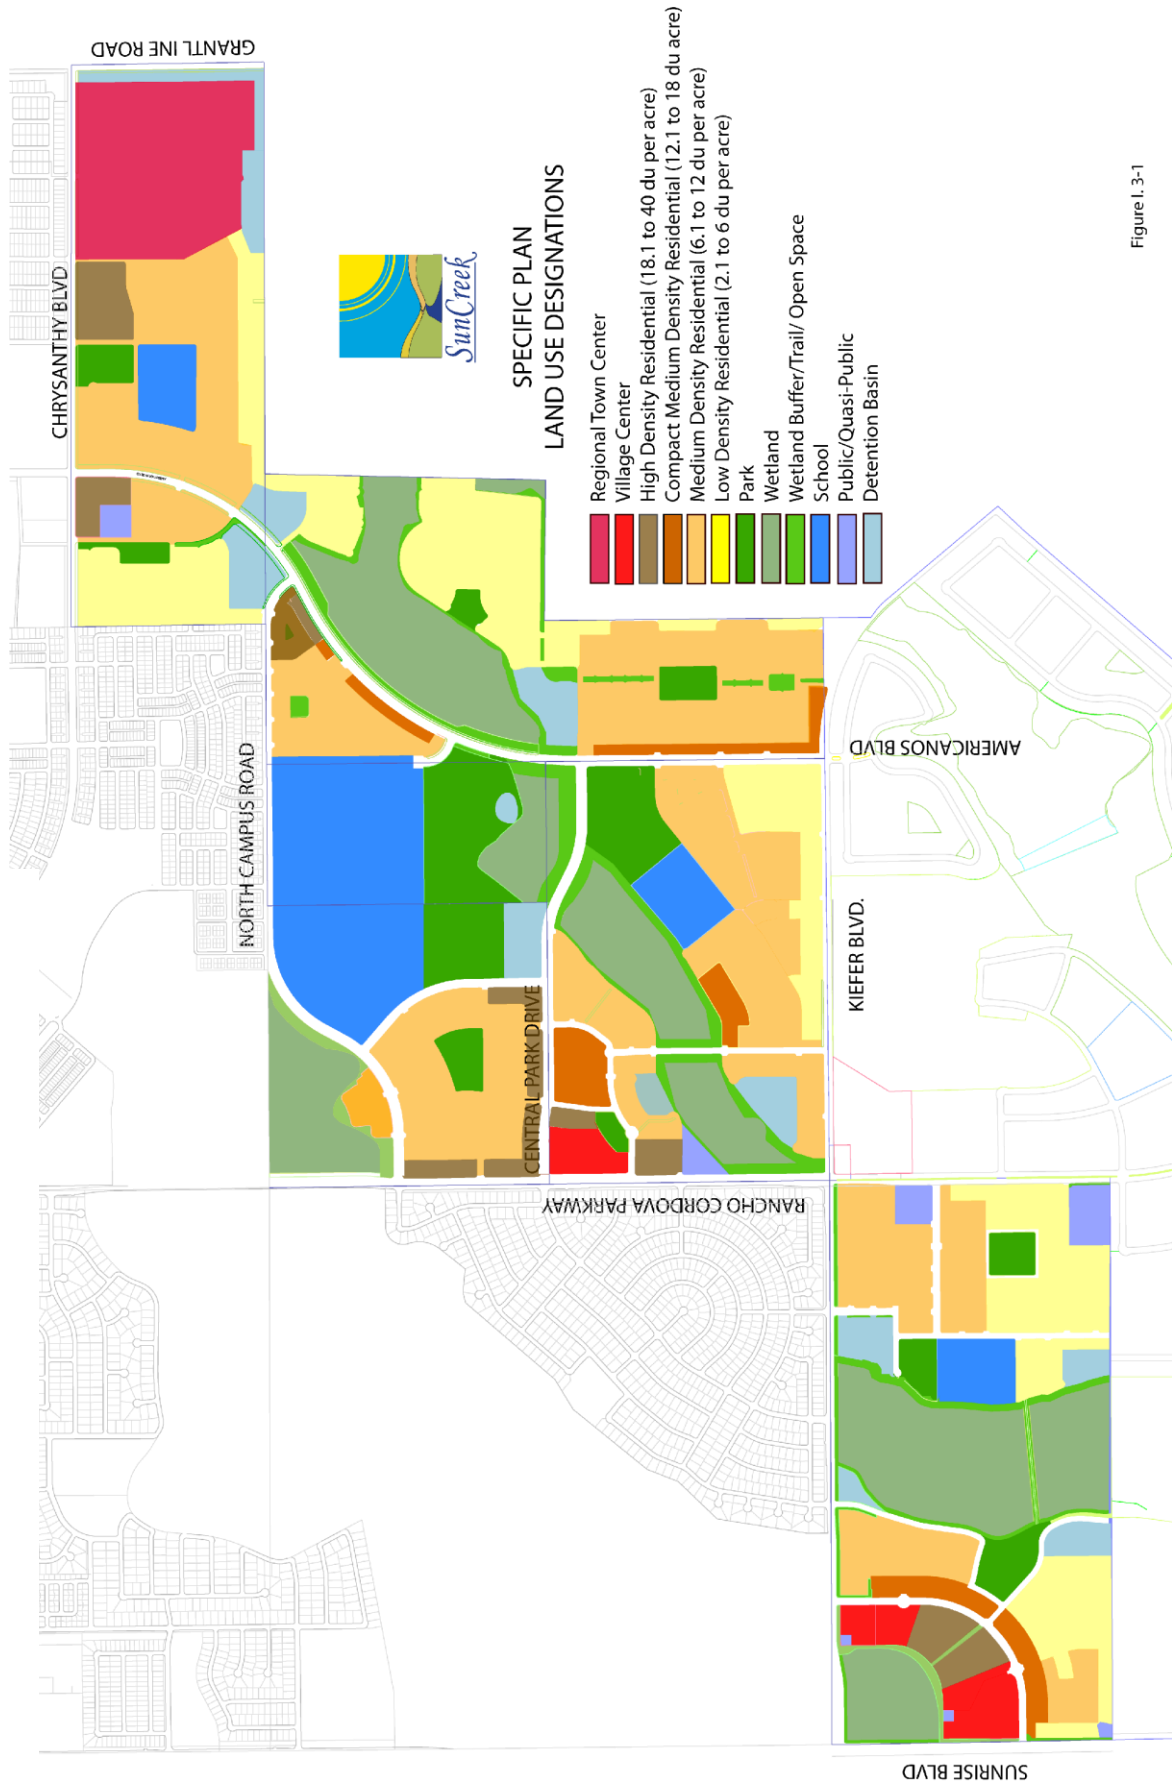 GRANTLINE ROAD
CHRYSANTHY BLVD
SunCreek
SPECIFIC PLAN
LAND USE DESIGNATIONS
Regional Town Center
Village Center
High Density Residential (18.1 to 40 du per acre)
Compact Medium Density Residential (12.1 to 18 du acre)
Medium Density Residential (6.1 to 12 du per acre)
Low Density Residential (2.1 to 6 du per acre)
Park
Wetland
Wetland Buffer/Trail/ Open Space
School
Public/Quasi-Public
Detention Basin
Figure I. 3-1
NORTH CAMPUS ROAD
AMERICANOS BLVD
CENTRAL PARK DRIVE
KIEFER BLVD.
RANCHO CORDOVA PARKWAY
SUNRISE BLVD